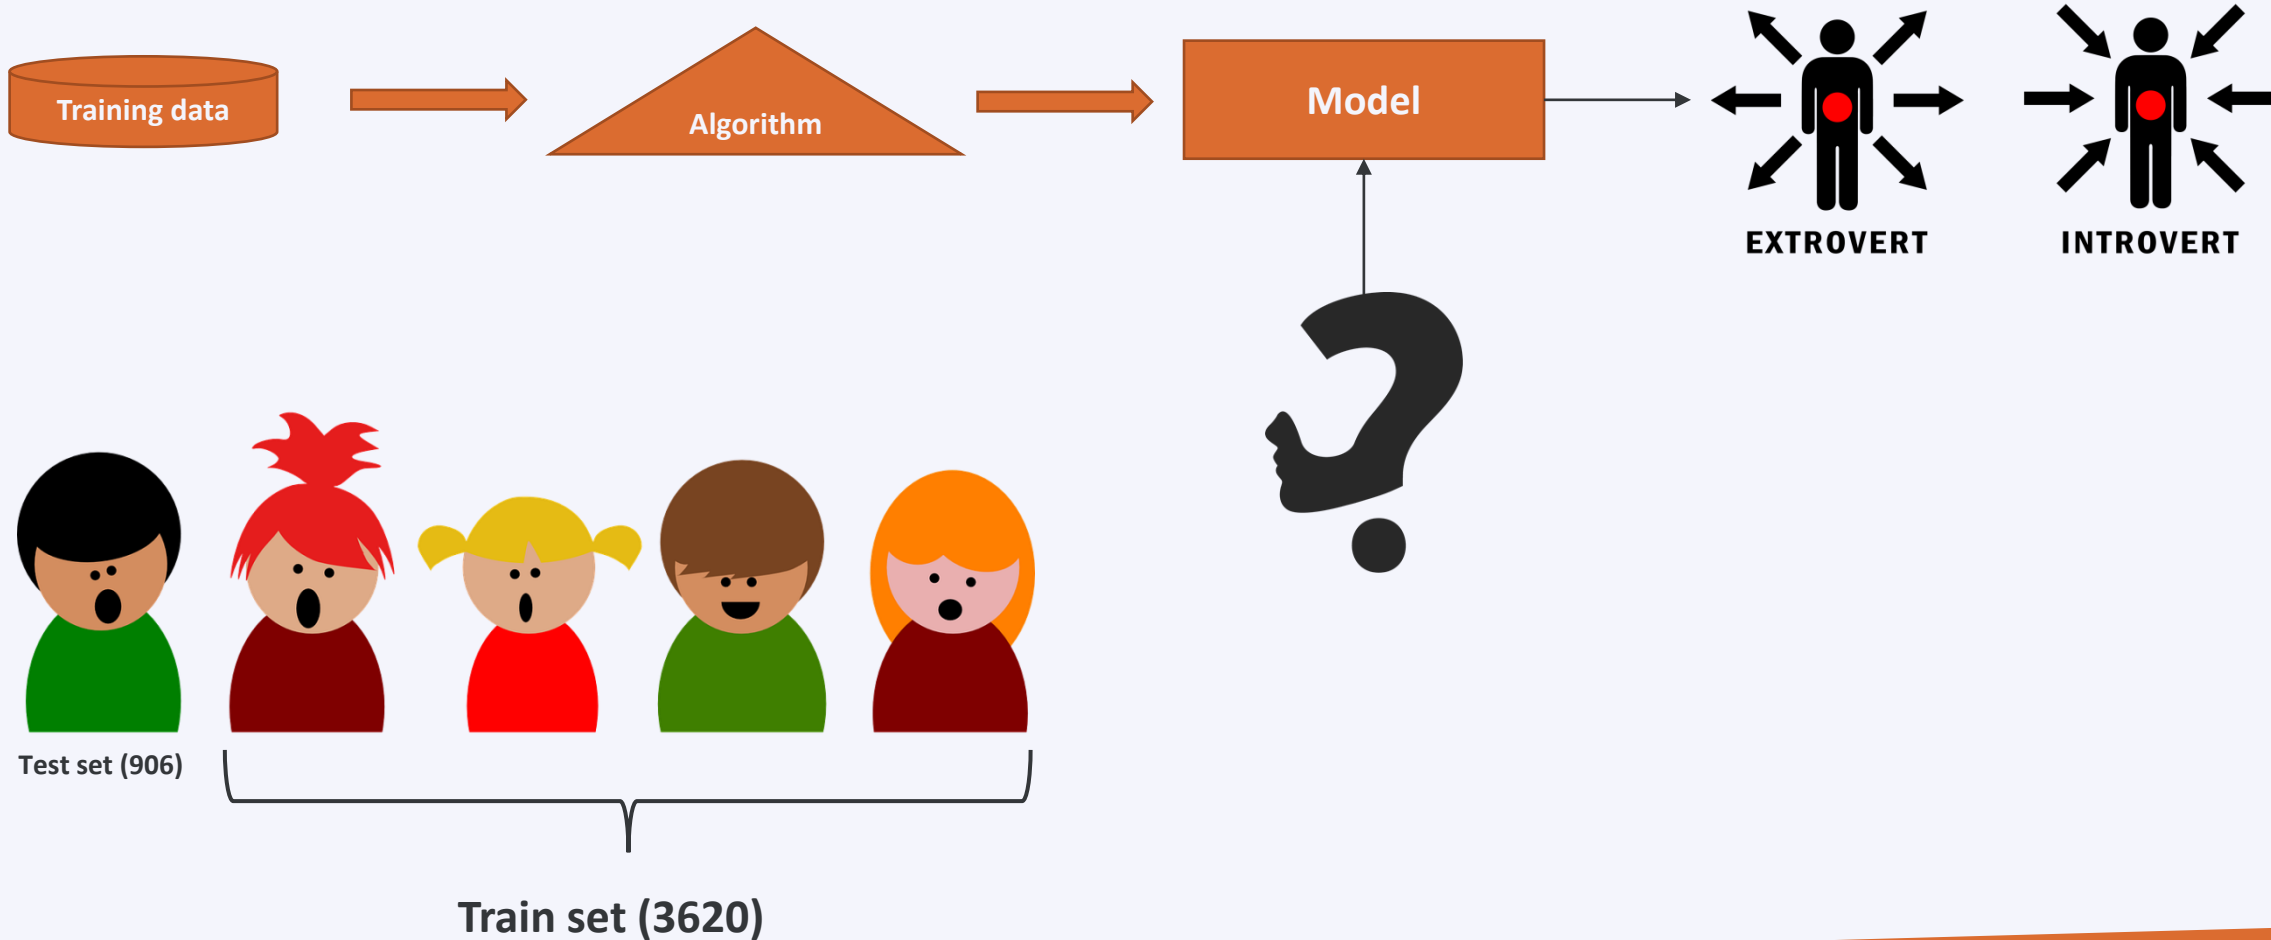 Training data
Algorithm
Model
EXTROVERT
INTROVERT
Test set (906)
Train set (3620)